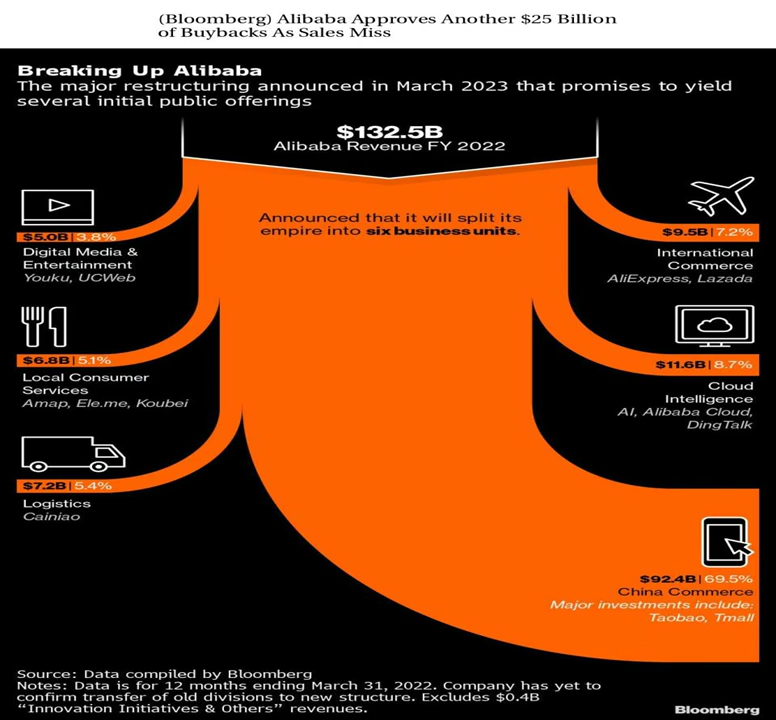 (Bloomberg) Alibaba Approves Another $25 Billion
of Buybacks As Sales Miss
Breaking Up Alibaba
The major restructuring announced in March 2023 that promises to yield
several initial public offerings
$132.5B
Alibaba Revenue FY 2022
Announced that it will split its
empire into six business units.
$5.0B|3.8%
Digital Media &
Entertainment
Youku, UCWeb
$9.5B|7.2%
International
Commerce
AliExpress, Lazada
$6.8B|5.1%
Local Consumer
Services
Amap, Ele.me, Koubei
$11.6B|8.7%
Cloud
Intelligence
AI, Alibaba Cloud,
DingTalk
$7.2B|5.4%
Logistics
Cainiao
$92.4B|69.5%
China Commerce
Major investments include:
Taobao, Tmall
Source: Data compiled by Bloomberg
Notes: Data is for 12 months ending March 31, 2022. Company has yet to
confirm transfer of old divisions to new structure. Excludes $0.4B
“Innovation Initiatives & Others” revenues.
Bloomberg